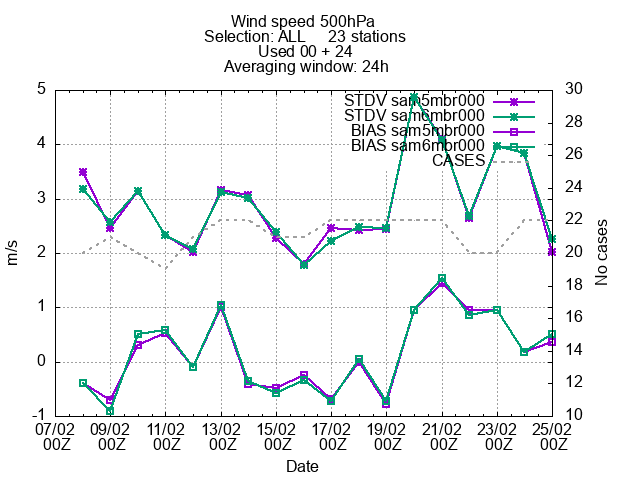 Wind speed 500hPa
Selection: ALL 23 stations
Used 00 + 24
Averaging window: 24h
STDV sam5mbr000
STDV sam6mbr000
BIAS sam5mbr000
BIAS sam6mbr000
CASES
5
4
3
2
1
0
-1
m/s
30
28
26
24
22
20
18
16
14
12
10
No cases
07/02 09/02 11/02 13/02 15/02 17/02 19/02 21/02 23/02 25/02
00Z 00Z 00Z 00Z 00Z 00Z 00Z 00Z 00Z 00Z
Date